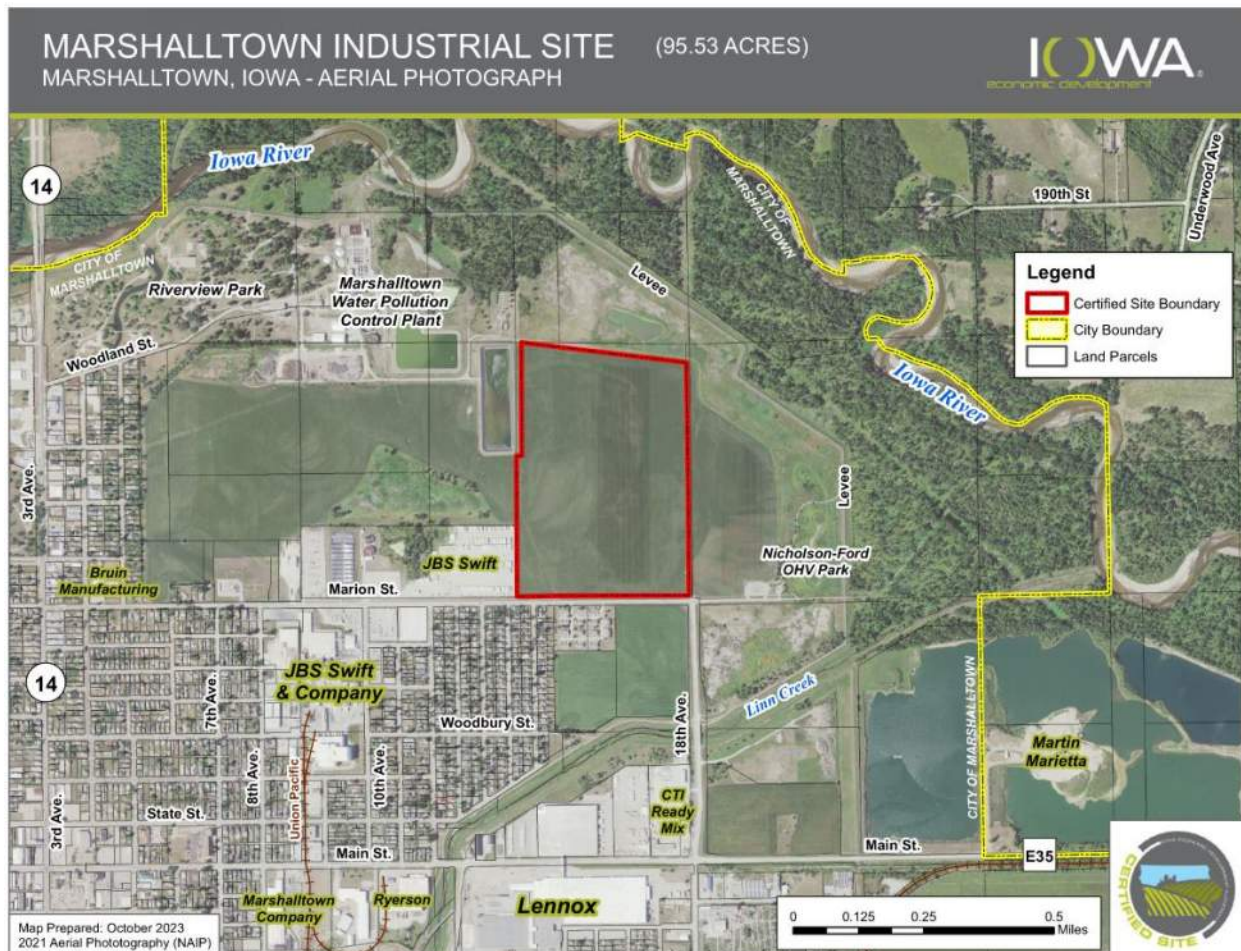 MARSHALLTOWN INDUSTRIAL SITE (95.53 ACRES)
MARSHALLTOWN, IOWA - AERIAL PHOTOGRAPH
IOWA®
economic development
Iowa River
14
CITY OF
MARSHALLTOWN
190th St
Underwood Ave
CITY OF
MARSHALLTOWN
Riverview Park
Marshalltown
Water Pollution
Control Plant
Levee
Legend
Certified Site Boundary
City Boundary
Land Parcels
Woodland St.
Iowa River
3rd Ave.
Levee
JBS Swift
Nicholson-Ford
OHV Park
Bruin
Manufacturing
Marion St.
14
JBS Swift
& Company
7th Ave.
Woodbury St.
18th Ave.
Linn Creek
CITY OF MARSHALLTOWN
Martin
Marietta
3rd Ave.
8th Ave.
Union Pacific
10th Ave.
State St.
CTI
Ready
Mix
Main St.
Main St.
E35
Marshalltown
Company
Ryerson
Lennox
0 0.125 0.25 0.5
Miles
CERTIFIED SITE
Map Prepared: October 2023
2021 Aerial Phototography (NAIP)